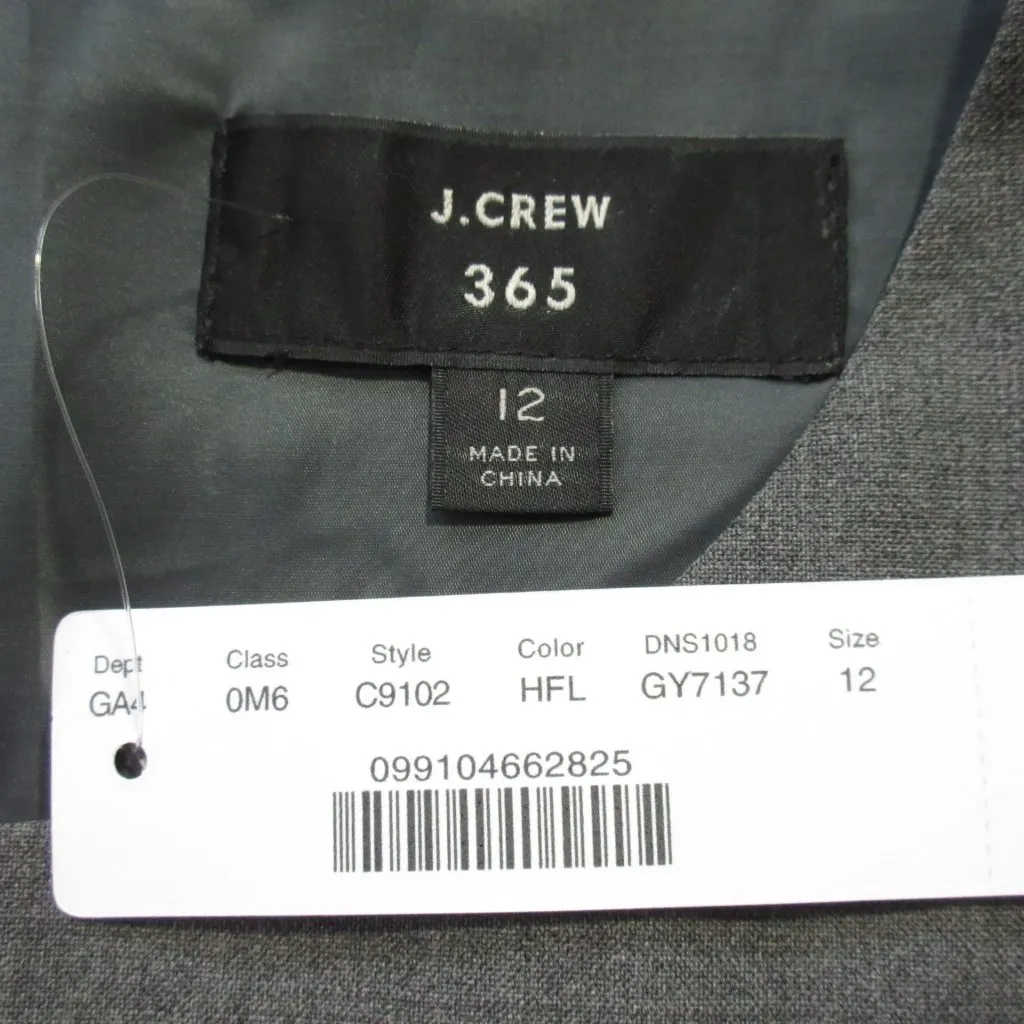 J.CREW
365
12
MADE IN
CHINA
Dept Class Style Color DNS1018 Size
GA4 0M6 C9102 HFL GY7137 12
099104662825